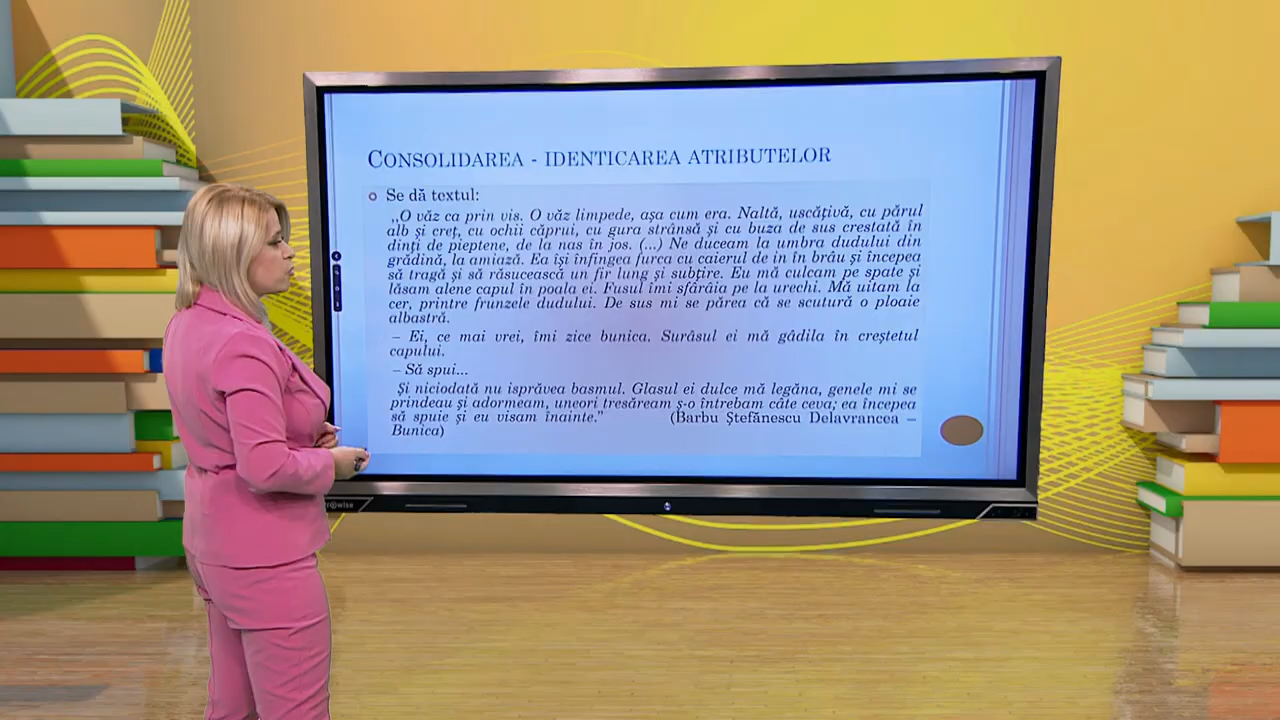 CONSOLIDAREA - IDENTICAREA ATRIBUTELOR
Se dă textul:
,,O văz ca prin vis. O văz limpede, așa cum era. Naltă, uscățivă, cu părul
alb și creț, cu ochii căprui, cu gura strânsă și cu buza de sus crestată în
dinți de pieptene, de la nas în jos. (...) Ne duceam la umbra dudului din
grădină, la amiază. Ea își înfingea furca cu caierul de in în brâu și începea
să tragă și să răsucească un fir lung și subțire. Eu mă culcam pe spate și
lăsam alene capul în poala ei. Fusul îmi sfârâia pe la urechi. Mă uitam la
cer, printre frunzele dudului. De sus mi se părea că se scutură o ploaie
albastră.
– Ei, ce mai vrei, îmi zice bunica. Surâsul ei mă gâdila în creștetul
capului.
– Să spui...
Și niciodată nu isprăvea basmul. Glasul ei dulce mă legăna, genele mi se
prindeau și adormeam, uneori tresăream ș-o întrebam câte ceva; ea începea
să spuie și eu visam înainte." (Barbu Ștefănescu Delavrancea –
Bunica)